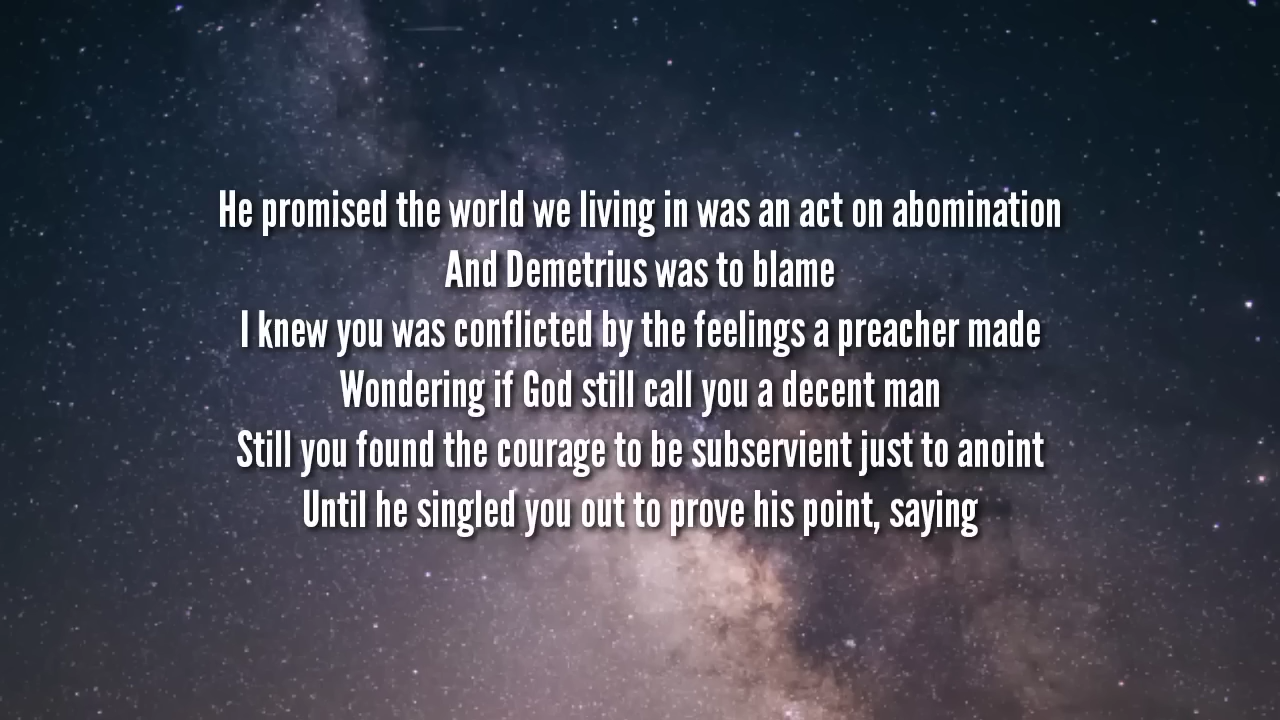 He promised the world we living in was an act on abomination
And Demetrius was to blame
I knew you was conflicted by the feelings a preacher made
Wondering if God still call you a decent man
Still you found the courage to be subservient just to anoint
Until he singled you out to prove his point, saying